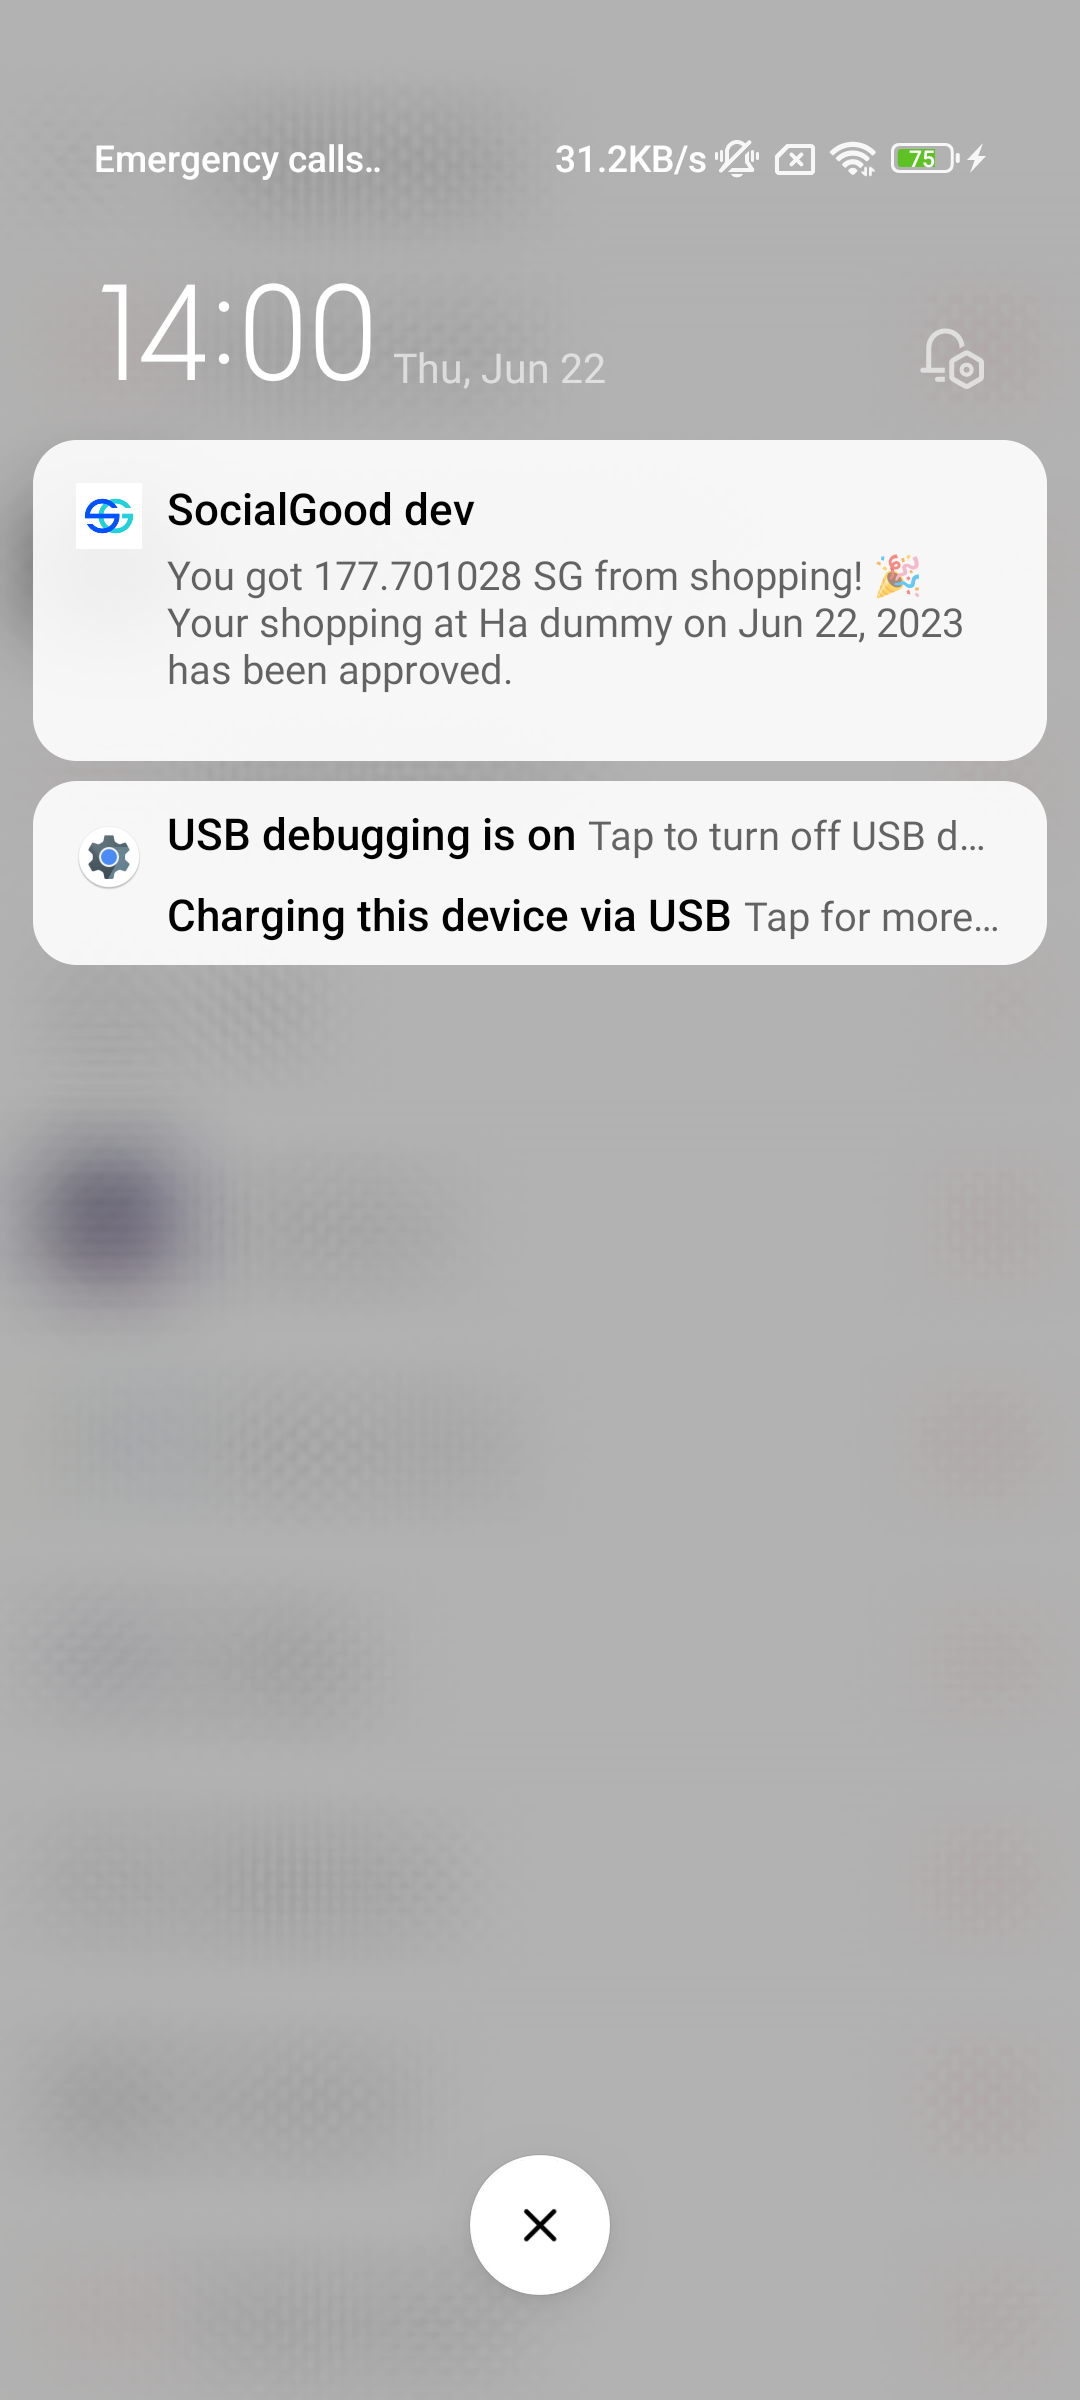 Emergency calls.. 31.2KB/s 75
14:00 Thu, Jun 22
SocialGood dev
You got 177.701028 SG from shopping! 🎉
Your shopping at Ha dummy on Jun 22, 2023
has been approved.
USB debugging is on Tap to turn off USB d...
Charging this device via USB Tap for more...